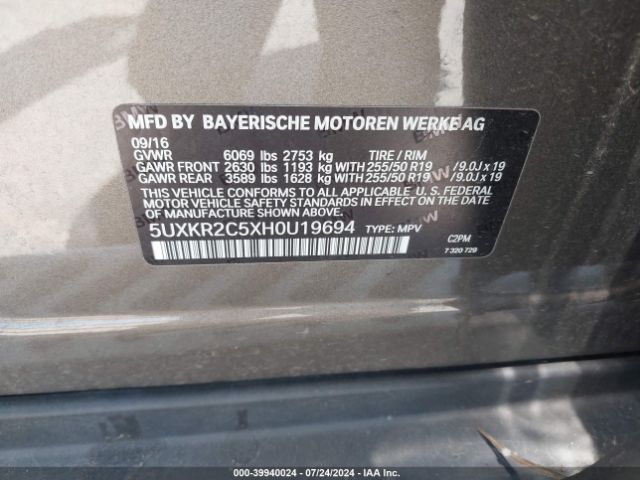 MFD BY BAYERISCHE MOTOREN WERKE AG
09/16
GVWR 6069 lbs 2753 kg TIRE / RIM
GAWR FRONT 2630 lbs 1193 kg WITH 255/50 R19 /9.0J x 19
GAWR REAR 3589 lbs 1628 kg WITH 255/50 R19 /9.0J x 19
THIS VEHICLE CONFORMS TO ALL APPLICABLE U. S. FEDERAL
MOTOR VEHICLE SAFETY STANDARDS IN EFFECT ON THE DATE
OF MANUFACTURE SHOWN ABOVE.
5UXKR2C5XH0U19694 TYPE: MPV C2PM
7 320 729
000-39940024 / 07/24/2024 / IAA Inc.